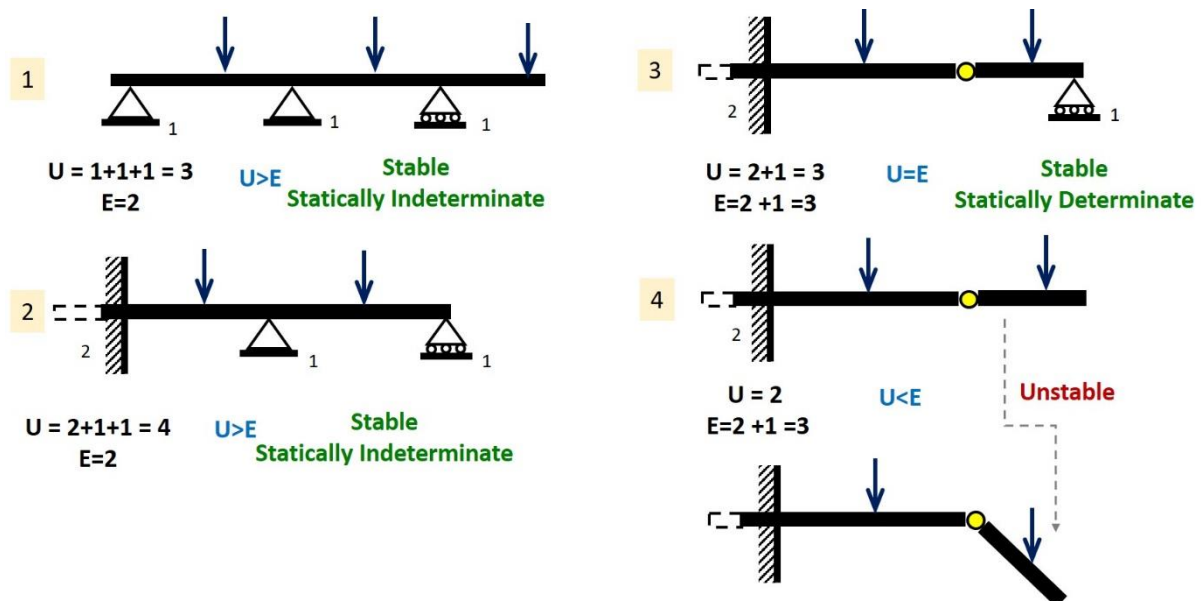 1
1
1
1
U = 1+1+1 = 3
E=2
U>E
Stable
Statically Indeterminate
2
2
1
1
U = 2+1+1 = 4
E=2
U>E
Stable
Statically Indeterminate
3
2
1
U = 2+1 = 3
E=2 +1 =3
U=E
Stable
Statically Determinate
4
2
U = 2
E=2 +1 =3
U<E
Unstable